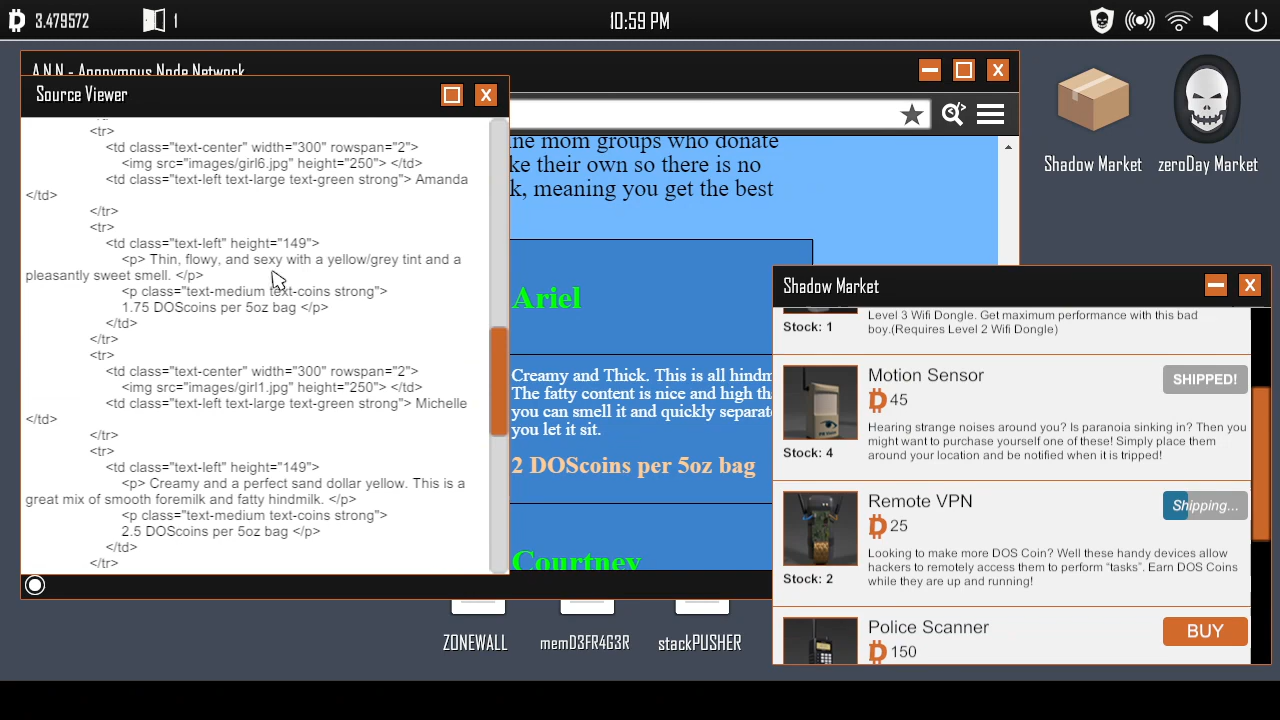 3.479572
1
10:59 PM
A.N.N - Anonymous Node Network
Source Viewer
<tr>
<td class="text-center" width="300" rowspan="2">
<img src="images/girl6.jpg" height="250"> </td>
<td class="text-left text-large text-green strong"> Amanda
</td>
</tr>
<tr>
<td class="text-left" height="149">
<p> Thin, flowy, and sexy with a yellow/grey tint and a
pleasantly sweet smell. </p>
<p class="text-medium text-coins strong">
1.75 DOScoins per 5oz bag </p>
</td>
</tr>
<tr>
<td class="text-center" width="300" rowspan="2">
<img src="images/girl1.jpg" height="250"> </td>
<td class="text-left text-large text-green strong"> Michelle
</td>
</tr>
<tr>
<td class="text-left" height="149">
<p> Creamy and a perfect sand dollar yellow. This is a
great mix of smooth foremilk and fatty hindmilk. </p>
<p class="text-medium text-coins strong">
2.5 DOScoins per 5oz bag </p>
</td>
</tr>
mom groups who donate
their own so there is no
meaning you get the best
Ariel
Creamy and Thick. This is all
The fatty content is nice and high
you can smell it and quickly
you let it sit.
2 DOScoins per 5oz bag
Courtney
Shadow Market
zeroDay Market
Shadow Market
Level 3 Wifi Dongle. Get maximum performance with this bad
boy.(Requires Level 2 Wifi Dongle)
Stock: 1
Motion Sensor
SHIPPED!
45
Hearing strange noises around you? Is paranoia sinking in? Then you
might want to purchase yourself one of these! Simply place them
around your location and be notified when it is tripped!
Stock: 4
Remote VPN
Shipping...
25
Looking to make more DOS Coin? Well these handy devices allow
hackers to remotely access them to perform "tasks". Earn DOS Coins
while they are up and running!
Stock: 2
Police Scanner
BUY
150
ZONEWALL
memD3FR4G3R
stackPUSHER